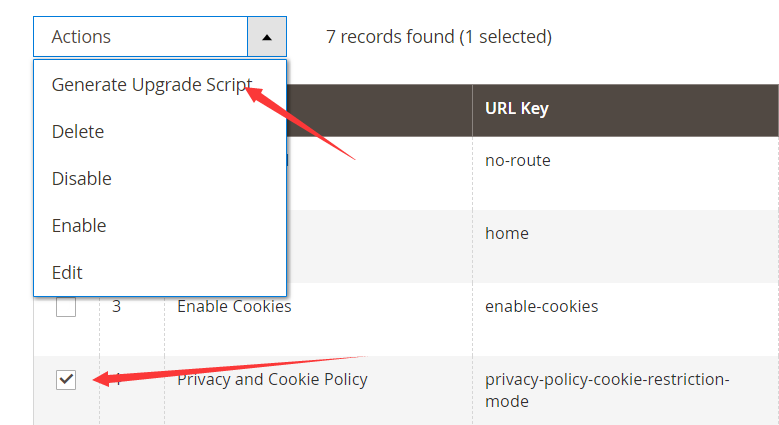 Actions
7 records found (1 selected)
Generate Upgrade Script
Delete
Disable
Enable
Edit
URL Key
no-route
home
3 Enable Cookies enable-cookies
Privacy and Cookie Policy privacy-policy-cookie-restriction-
mode